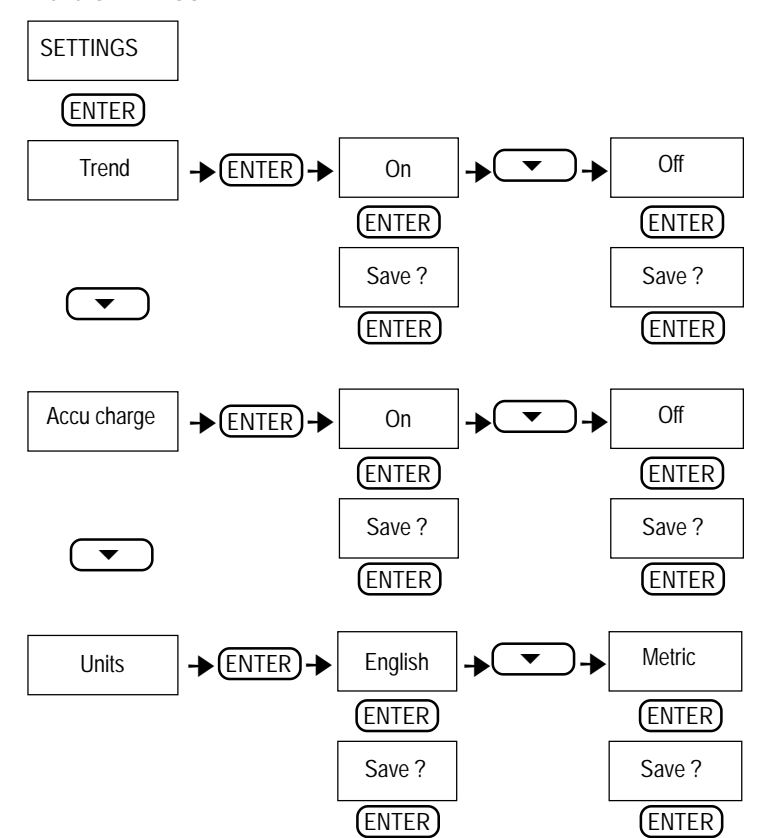 SETTINGS
ENTER
Trend
ENTER
On
Off
ENTER
ENTER
Save ?
Save ?
ENTER
ENTER
Accu charge
ENTER
On
Off
ENTER
ENTER
Save ?
Save ?
ENTER
ENTER
Units
ENTER
English
Metric
ENTER
ENTER
Save ?
Save ?
ENTER
ENTER